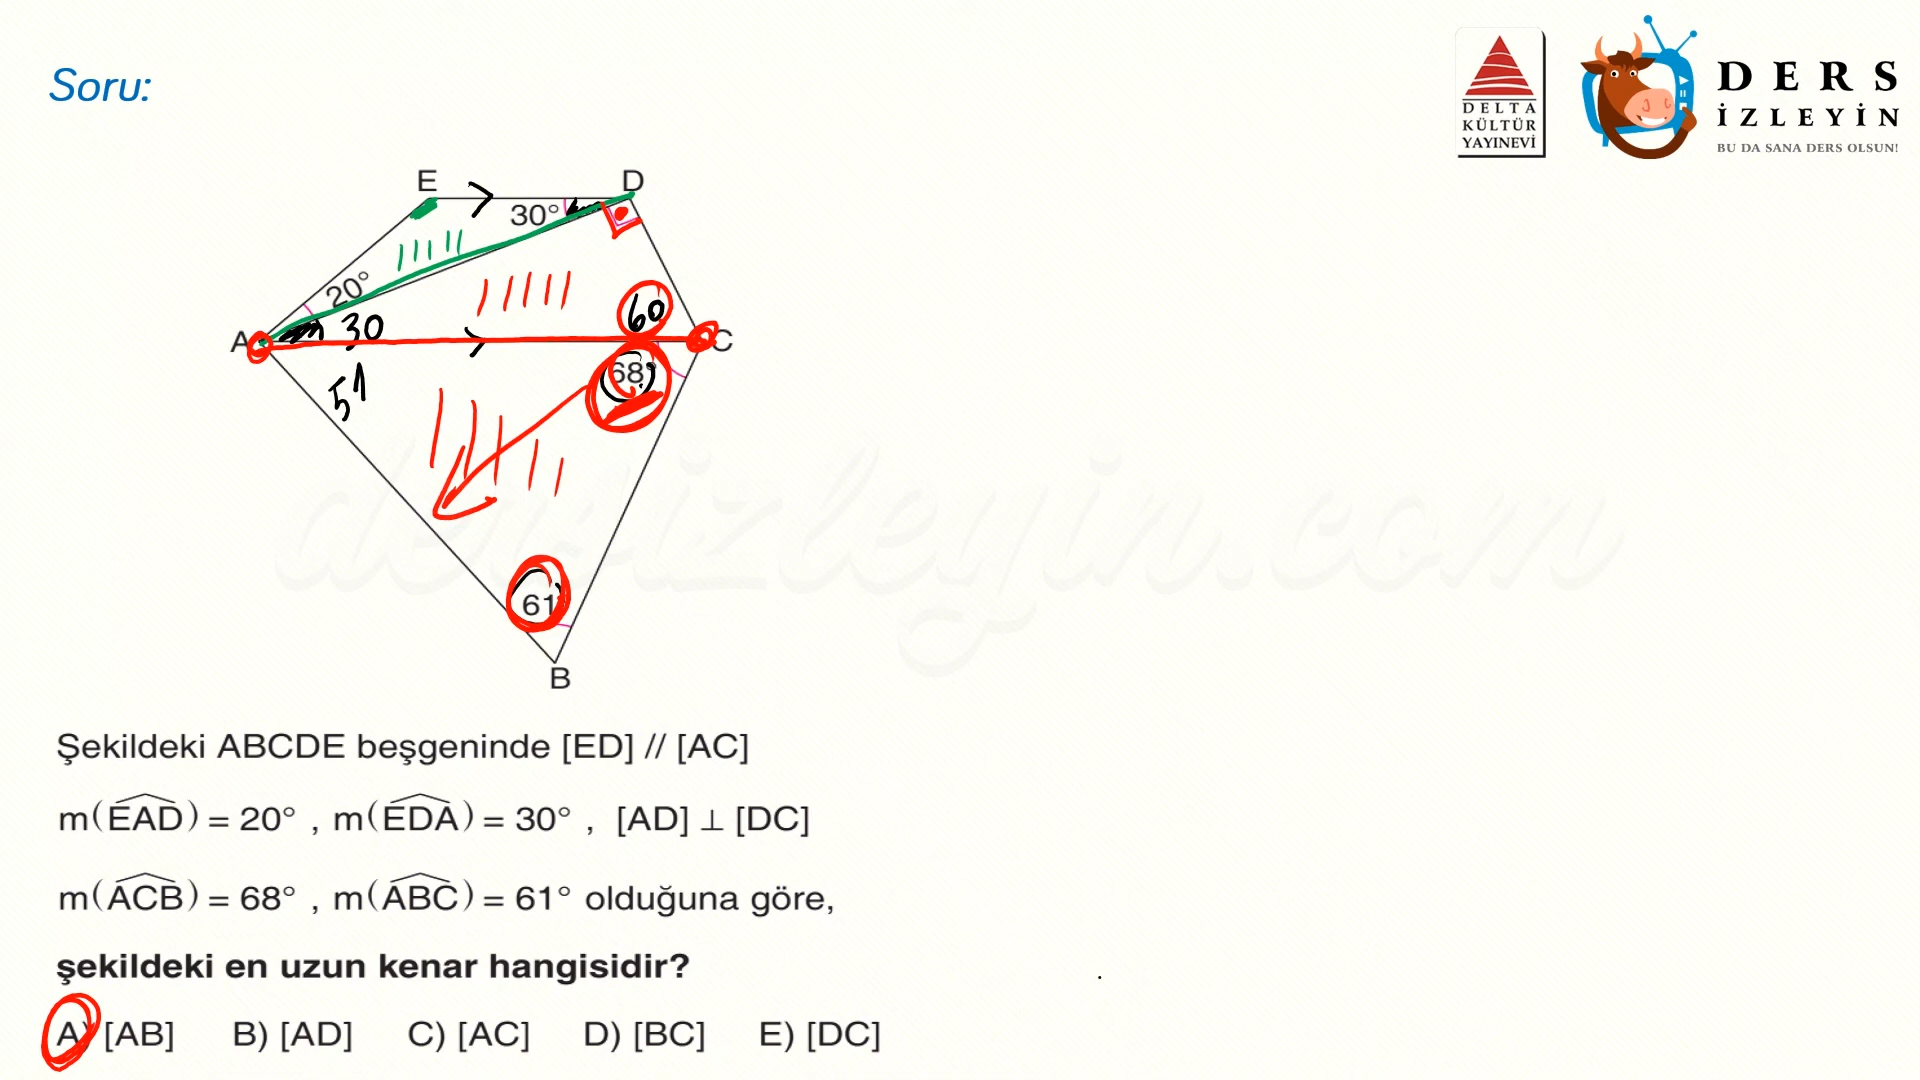 Soru:
DELTA
KÜLTÜR
YAYINEVİ
DERS
İZLEYİN
BU DA SANA DERS OLSUN!
E
D
30°
20°
30
60
A
C
68°
51
61
B
dersizleyin.com
Şekildeki ABCDE beşgeninde [ED] // [AC]
m(EAD) = 20° , m(EDA) = 30° , [AD] ⊥ [DC]
m(ACB) = 68° , m(ABC) = 61° olduğuna göre,
şekildeki en uzun kenar hangisidir?
A) [AB] B) [AD] C) [AC] D) [BC] E) [DC]